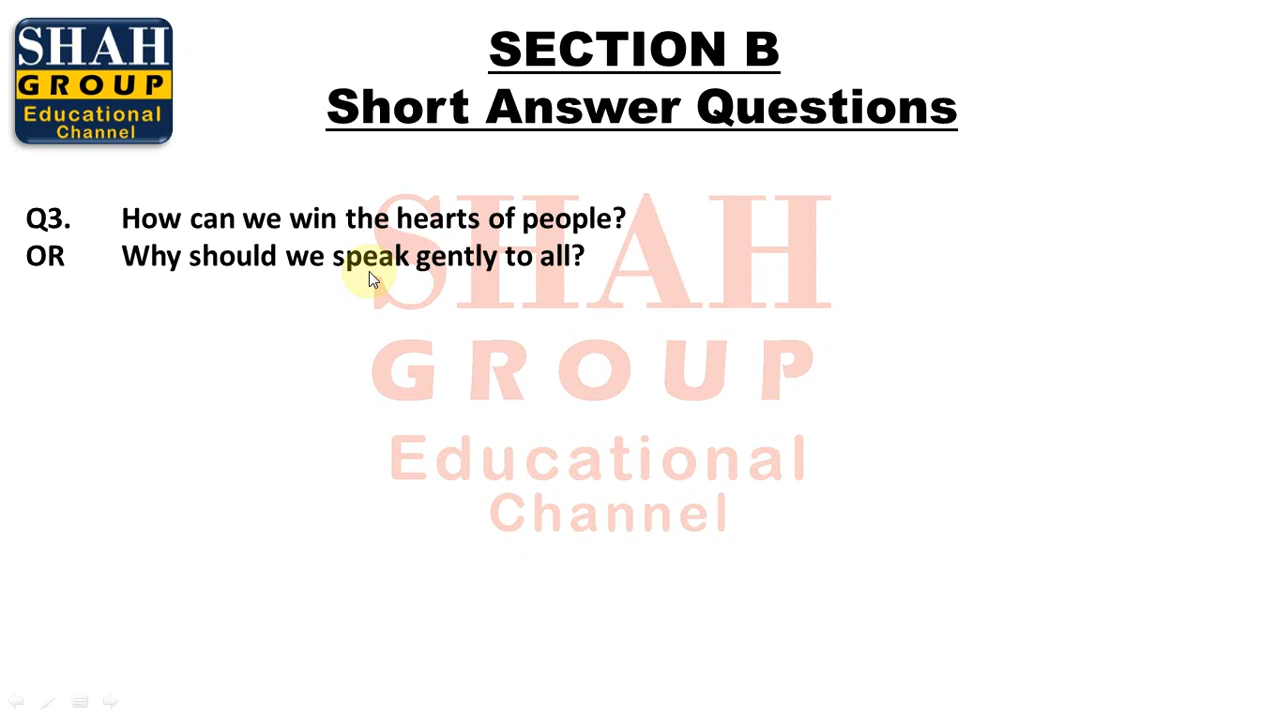 SHAH
GROUP
Educational
Channel
SECTION B
Short Answer Questions
Q3. How can we win the hearts of people?
OR Why should we speak gently to all?
SHAH
GROUP
Educational
Channel